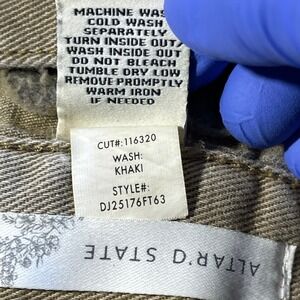 MACHINE WASH
COLD WASH
SEPARATELY
TURN INSIDE OUT/
WASH INSIDE OUT
DO NOT BLEACH
TUMBLE DRY LOW
REMOVE PROMPTLY
WARM IRON
IF NEEDED
CUT#: 116320
WASH:
KHAKI
STYLE#:
DJ25176FT63
ALTAR'D STATE